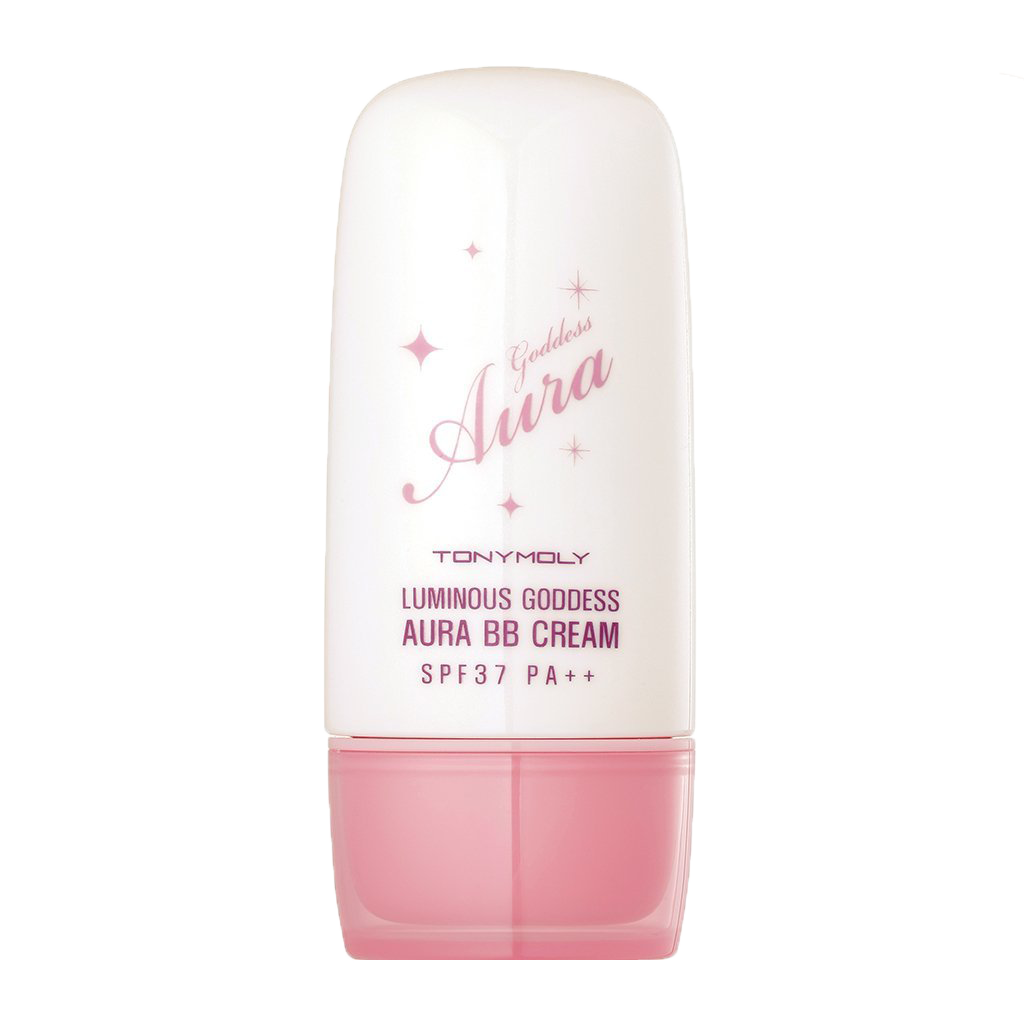 Goddess
Aura
TONYMOLY
LUMINOUS GODDESS
AURA BB CREAM
SPF37 PA++